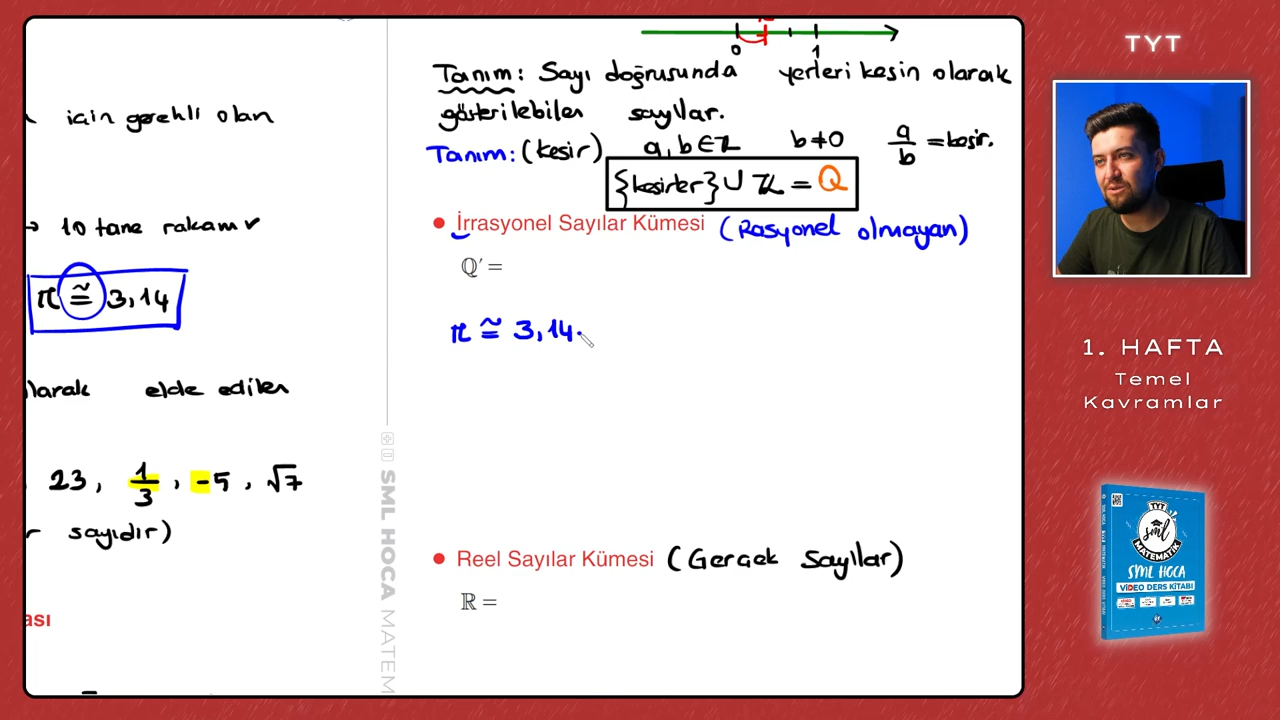 için gerekli olan
10 tane rakam
π ≅ 3,14
larak elde edilen
23, 1/3, -5, √7
r sayıdır)
ası
0 1
Tanım: Sayı doğrusunda yerleri kesin olarak
gösterilebilen sayılar.
Tanım: (kesir) a, b ∈ Z b ≠ 0 a/b = kesir.
{kesirler} ∪ Z = Q
• İrrasyonel Sayılar Kümesi (Rasyonel olmayan)
Q′ =
π ≅ 3,14.
• Reel Sayılar Kümesi (Gerçek Sayılar)
ℝ =
SML HOCA MATEM
TYT
1. HAFTA
Temel
Kavramlar
TYT
sml
MATEMATİK
SML HOCA
VİDEO DERS KİTABI